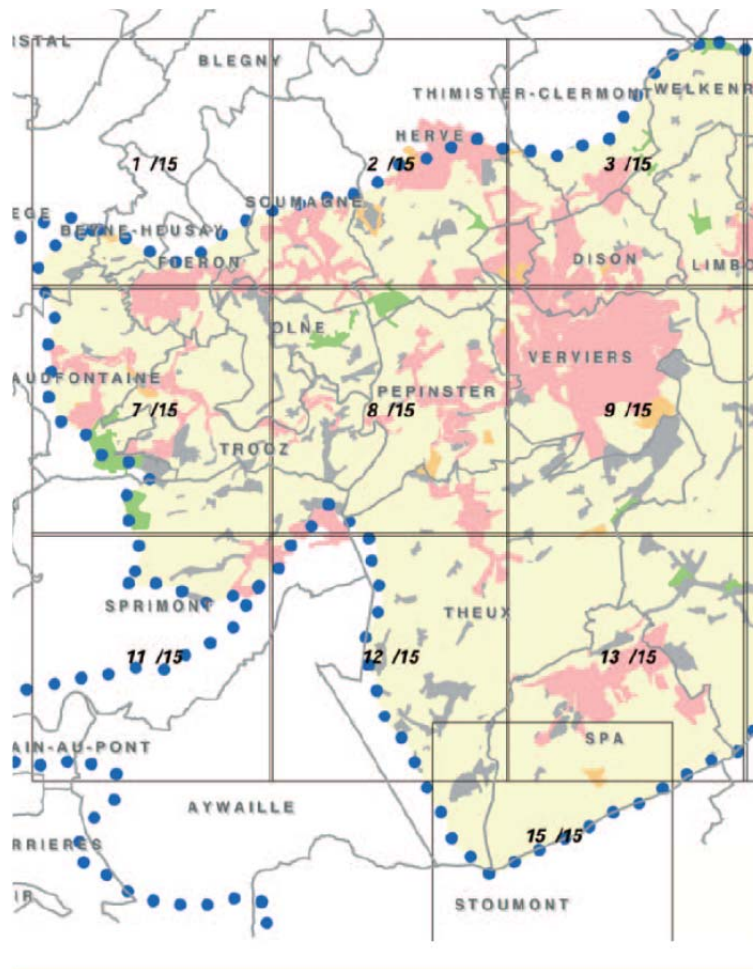 ISTAL
BLEGNY
THIMISTER-CLERMONT
WELKENR
HERVE
1 /15
2 /15
3 /15
SOUMAGNE
EGE
BEYNE-HEUSAY
FLERON
DISON
LIMBO
OLNE
VERVIERS
AUDFONTAINE
PEPINSTER
7 /15
8 /15
9 /15
TROOZ
SPRIMONT
THEUX
11 /15
12 /15
13 /15
SPA
AIN-AU-PONT
AYWAILLE
15 /15
RRIERES
IR
STOUMONT